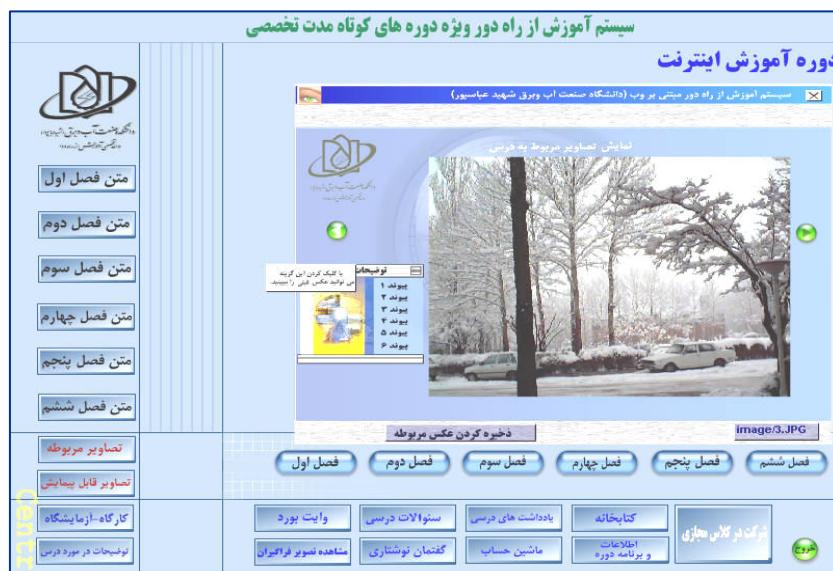 سیستم آموزش از راه دور ویژه دوره های کوتاه مدت تخصصی
دوره آموزش اینترنت
سیستم آموزش از راه دور مبتنی بر وب (دانشگاه صنعت آب وبرق شهید عباسپور)
نمایش تصاویر مربوط به درس
متن فصل اول
متن فصل دوم
متن فصل سوم
متن فصل چهارم
متن فصل پنجم
متن فصل ششم
توضیحات
با کلیک کردن این گزینه
می توانید عکس قبلی را ببینید.
پیوند ۱
پیوند ۲
پیوند ۳
پیوند ۴
پیوند ۵
پیوند ۶
image/3.JPG
ذخیره کردن عکس مربوطه
تصاویر مربوطه
تصاویر قابل پیمایش
فصل ششم
فصل پنجم
فصل چهارم
فصل سوم
فصل دوم
فصل اول
شرکت در کلاس مجازی
کتابخانه
یادداشت های درسی
سئوالات درسی
وایت بورد
کارگاه-آزمایشگاه
خروج
اطلاعات
و برنامه دوره
ماشین حساب
گفتمان نوشتاری
مشاهده تصویر فراگیران
توضیحات در مورد درس
Centr